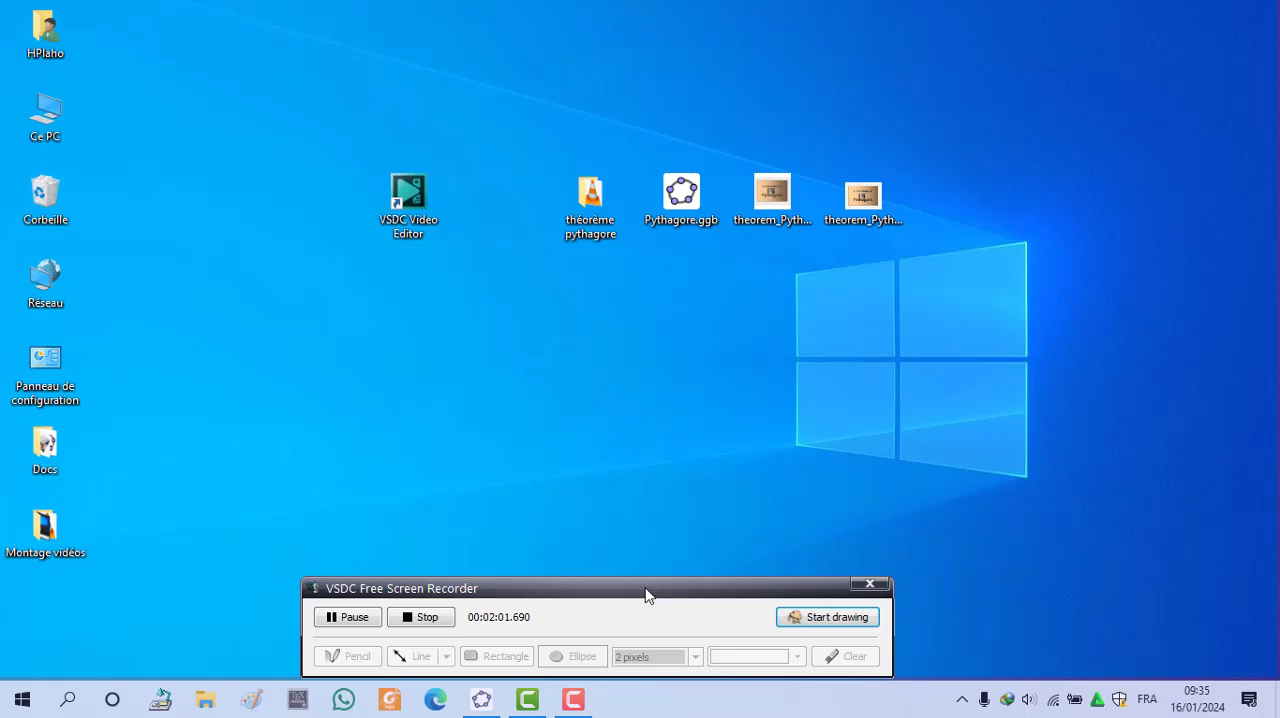 HPlaho
Ce PC
Corbeille
Réseau
Panneau de
configuration
Docs
Montage vidéos
VSDC Video
Editor
théorème
pythagore
Pythagore.ggb
theorem_Pyth...
theorem_Pyth...
VSDC Free Screen Recorder
Pause
Stop
00:02:01.690
Start drawing
Pencil
Line
Rectangle
Ellipse
2 pixels
Clear
FRA
09:35
16/01/2024